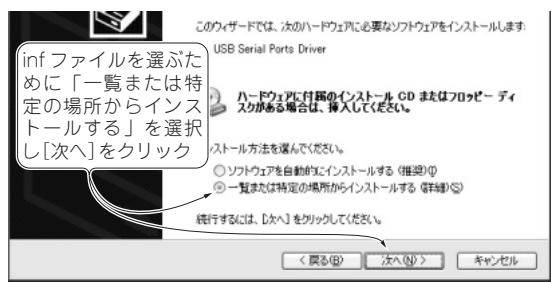 このウィザードでは、次のハードウェアに必要なソフトウェアをインストールします:
USB Serial Ports Driver
inf ファイルを選ぶた
めに「一覧または特
定の場所からインス
トールする」を選択
し[次へ]をクリック
ハードウェアに付属のインストール CD またはフロッピー ディ
スクがある場合は、挿入してください。
ストール方法を選んでください。
ソフトウェアを自動的にインストールする (推奨)(I)
一覧または特定の場所からインストールする (詳細)(S)
続行するには、[次へ] をクリックしてください。
< 戻る(B)
次へ(N) >
キャンセル